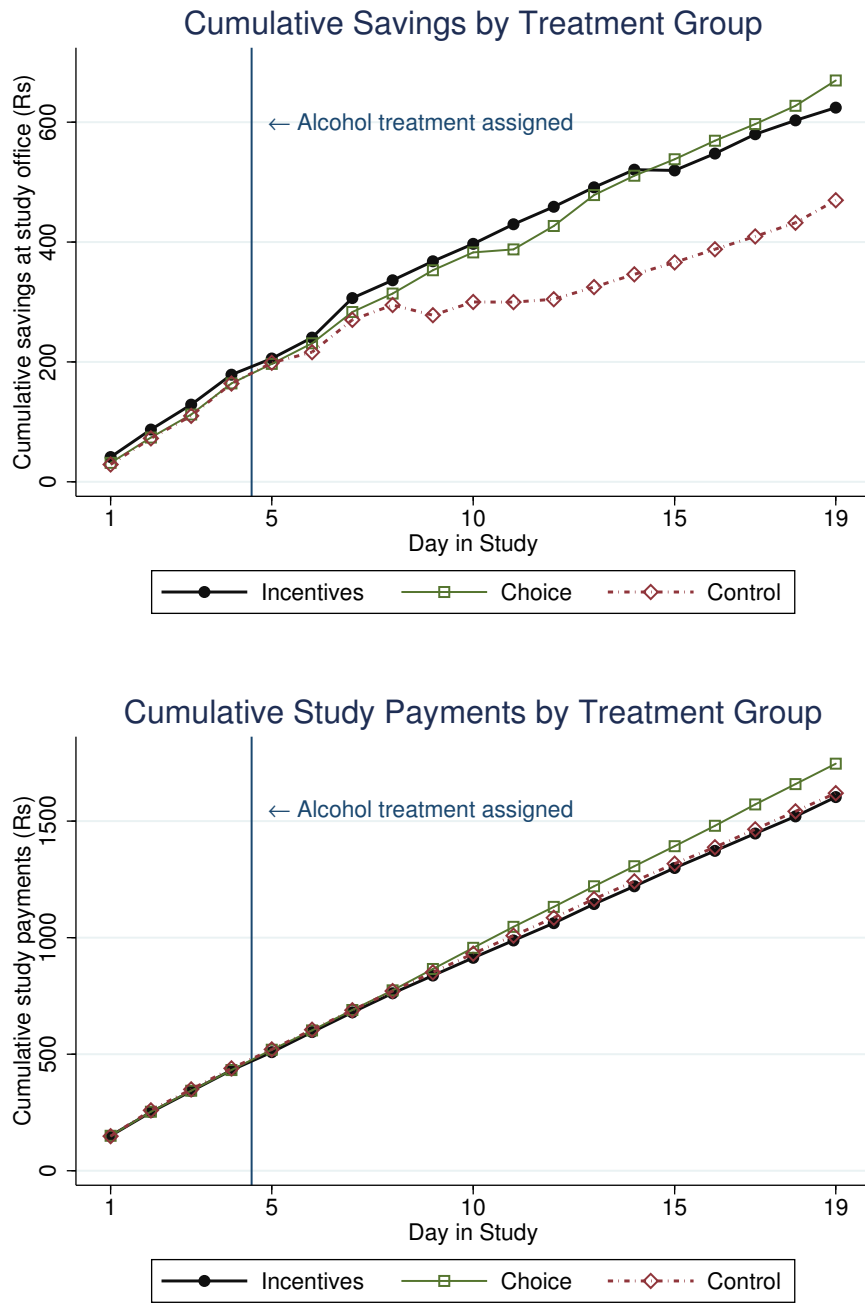 Cumulative Savings by Treatment Group
Cumulative savings at study office (Rs)
600
400
200
0
← Alcohol treatment assigned
1 5 10 15 19
Day in Study
Incentives Choice Control
Cumulative Study Payments by Treatment Group
Cumulative study payments (Rs)
1500
1000
500
0
← Alcohol treatment assigned
1 5 10 15 19
Day in Study
Incentives Choice Control